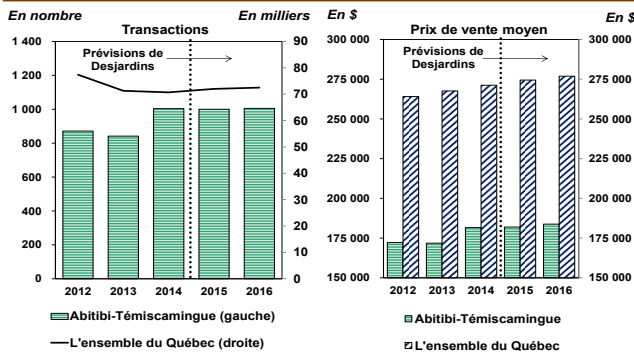 En nombre
Transactions
En milliers
1 400
1 200
1 000
800
600
400
200
0
90
80
70
60
50
40
30
20
10
0
Prévisions de
Desjardins
2012 2013 2014 2015 2016
Abitibi-Témiscamingue (gauche)
L'ensemble du Québec (droite)
En $
Prix de vente moyen
En $
300 000
275 000
250 000
225 000
200 000
175 000
150 000
300 000
275 000
250 000
225 000
200 000
175 000
150 000
Prévisions de
Desjardins
2012 2013 2014 2015 2016
Abitibi-Témiscamingue
L'ensemble du Québec